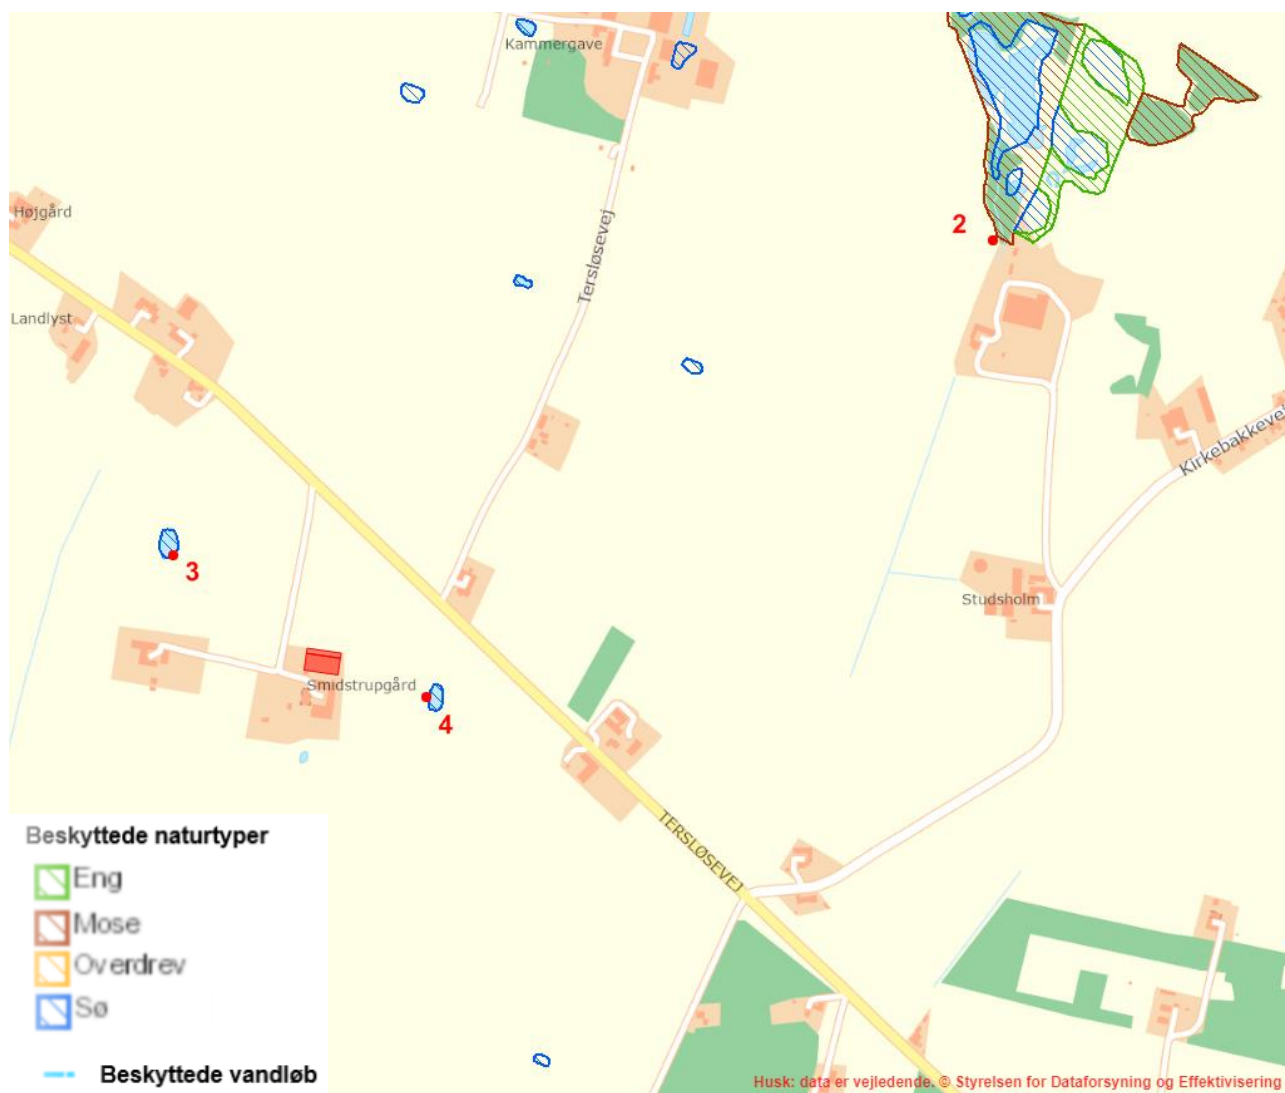 Kammergave
Højgård
2
Tersløsevej
Landlyst
Kirkebakkevej
3
Studsholm
Smidstrupgård
4
TERSLØSEVEJ
Beskyttede naturtyper
Eng
Mose
Overdrev
Sø
Beskyttede vandløb
Husk: data er vejledende. © Styrelsen for Dataforsyning og Effektivisering